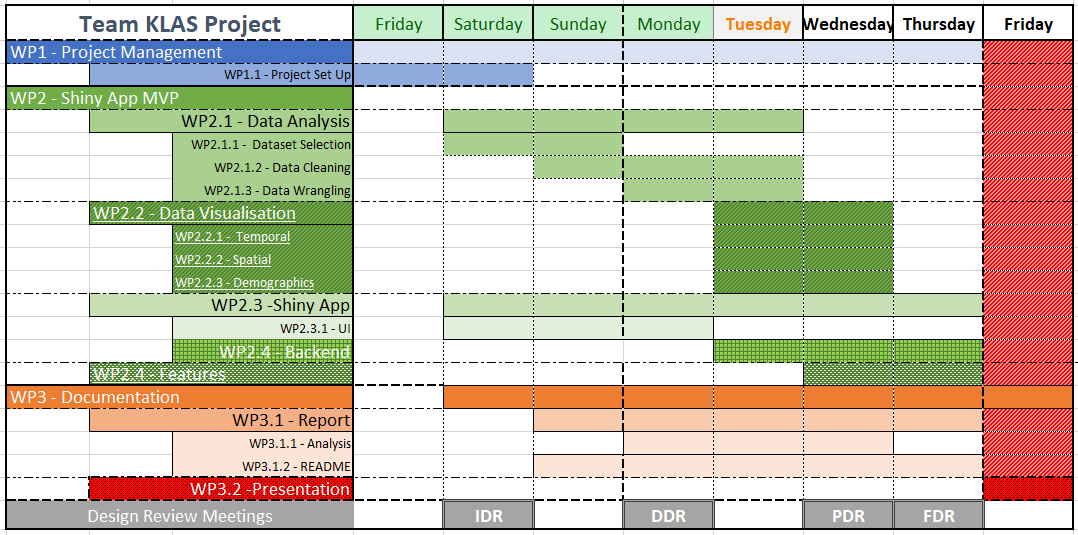 Team KLAS Project Friday Saturday Sunday Monday Tuesday Wednesday Thursday Friday
WP1 - Project Management
WP1.1 - Project Set Up
WP2 - Shiny App MVP
WP2.1 - Data Analysis
WP2.1.1 - Dataset Selection
WP2.1.2 - Data Cleaning
WP2.1.3 - Data Wrangling
WP2.2 - Data Visualisation
WP2.2.1 - Temporal
WP2.2.2 - Spatial
WP2.2.3 - Demographics
WP2.3 -Shiny App
WP2.3.1 - UI
WP2.4 - Backend
WP2.4 - Features
WP3 - Documentation
WP3.1 - Report
WP3.1.1 - Analysis
WP3.1.2 - README
WP3.2 -Presentation
Design Review Meetings IDR DDR PDR FDR